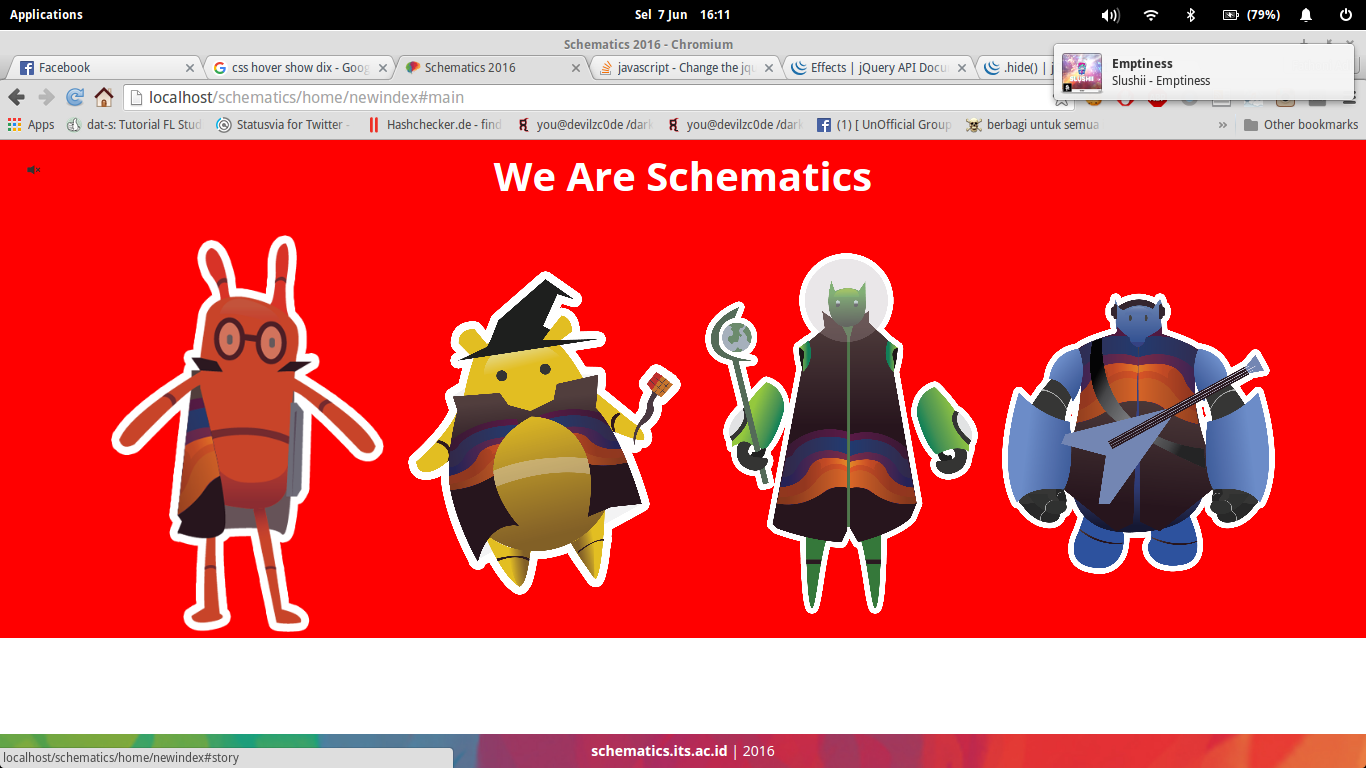 Applications
Sel 7 Jun 16:11
(79%)
Schematics 2016 - Chromium
Facebook
css hover show dix - Goog
Schematics 2016
javascript - Change the jq
Effects | jQuery API Docu
.hide() | j
Emptiness
Slushii - Emptiness
localhost/schematics/home/newindex#main
Apps
dat-s: Tutorial FL Stud
Statusvia for Twitter -
Hashchecker.de - find
you@devilzc0de /dark
you@devilzc0de /dark
(1) [ UnOfficial Group
berbagi untuk semua
»
Other bookmarks
We Are Schematics
schematics.its.ac.id | 2016
localhost/schematics/home/newindex#story